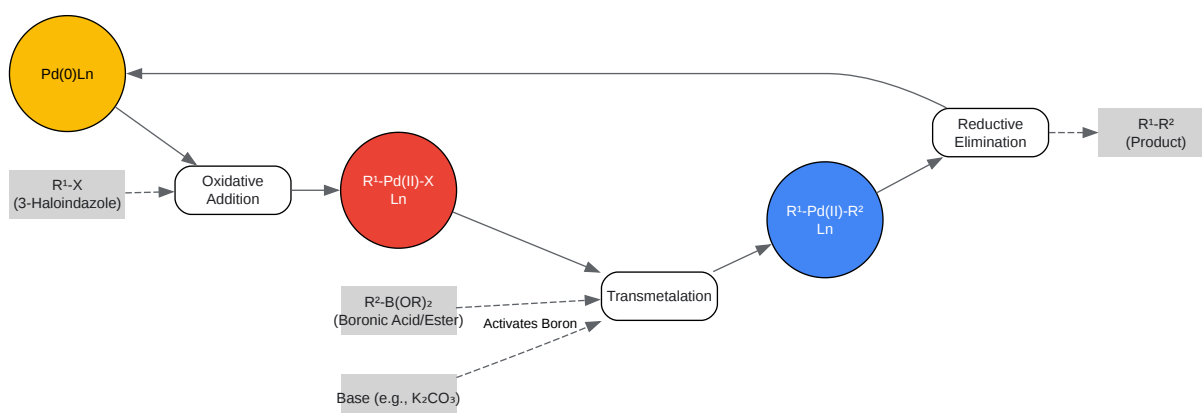 Pd(0)Ln
R¹-X
(3-Haloindazole)
Oxidative
Addition
R¹-Pd(II)-X
Ln
R²-B(OR)₂
(Boronic Acid/Ester)
Activates Boron
Base (e.g., K₂CO₃)
Transmetalation
R¹-Pd(II)-R²
Ln
Reductive
Elimination
R¹-R²
(Product)